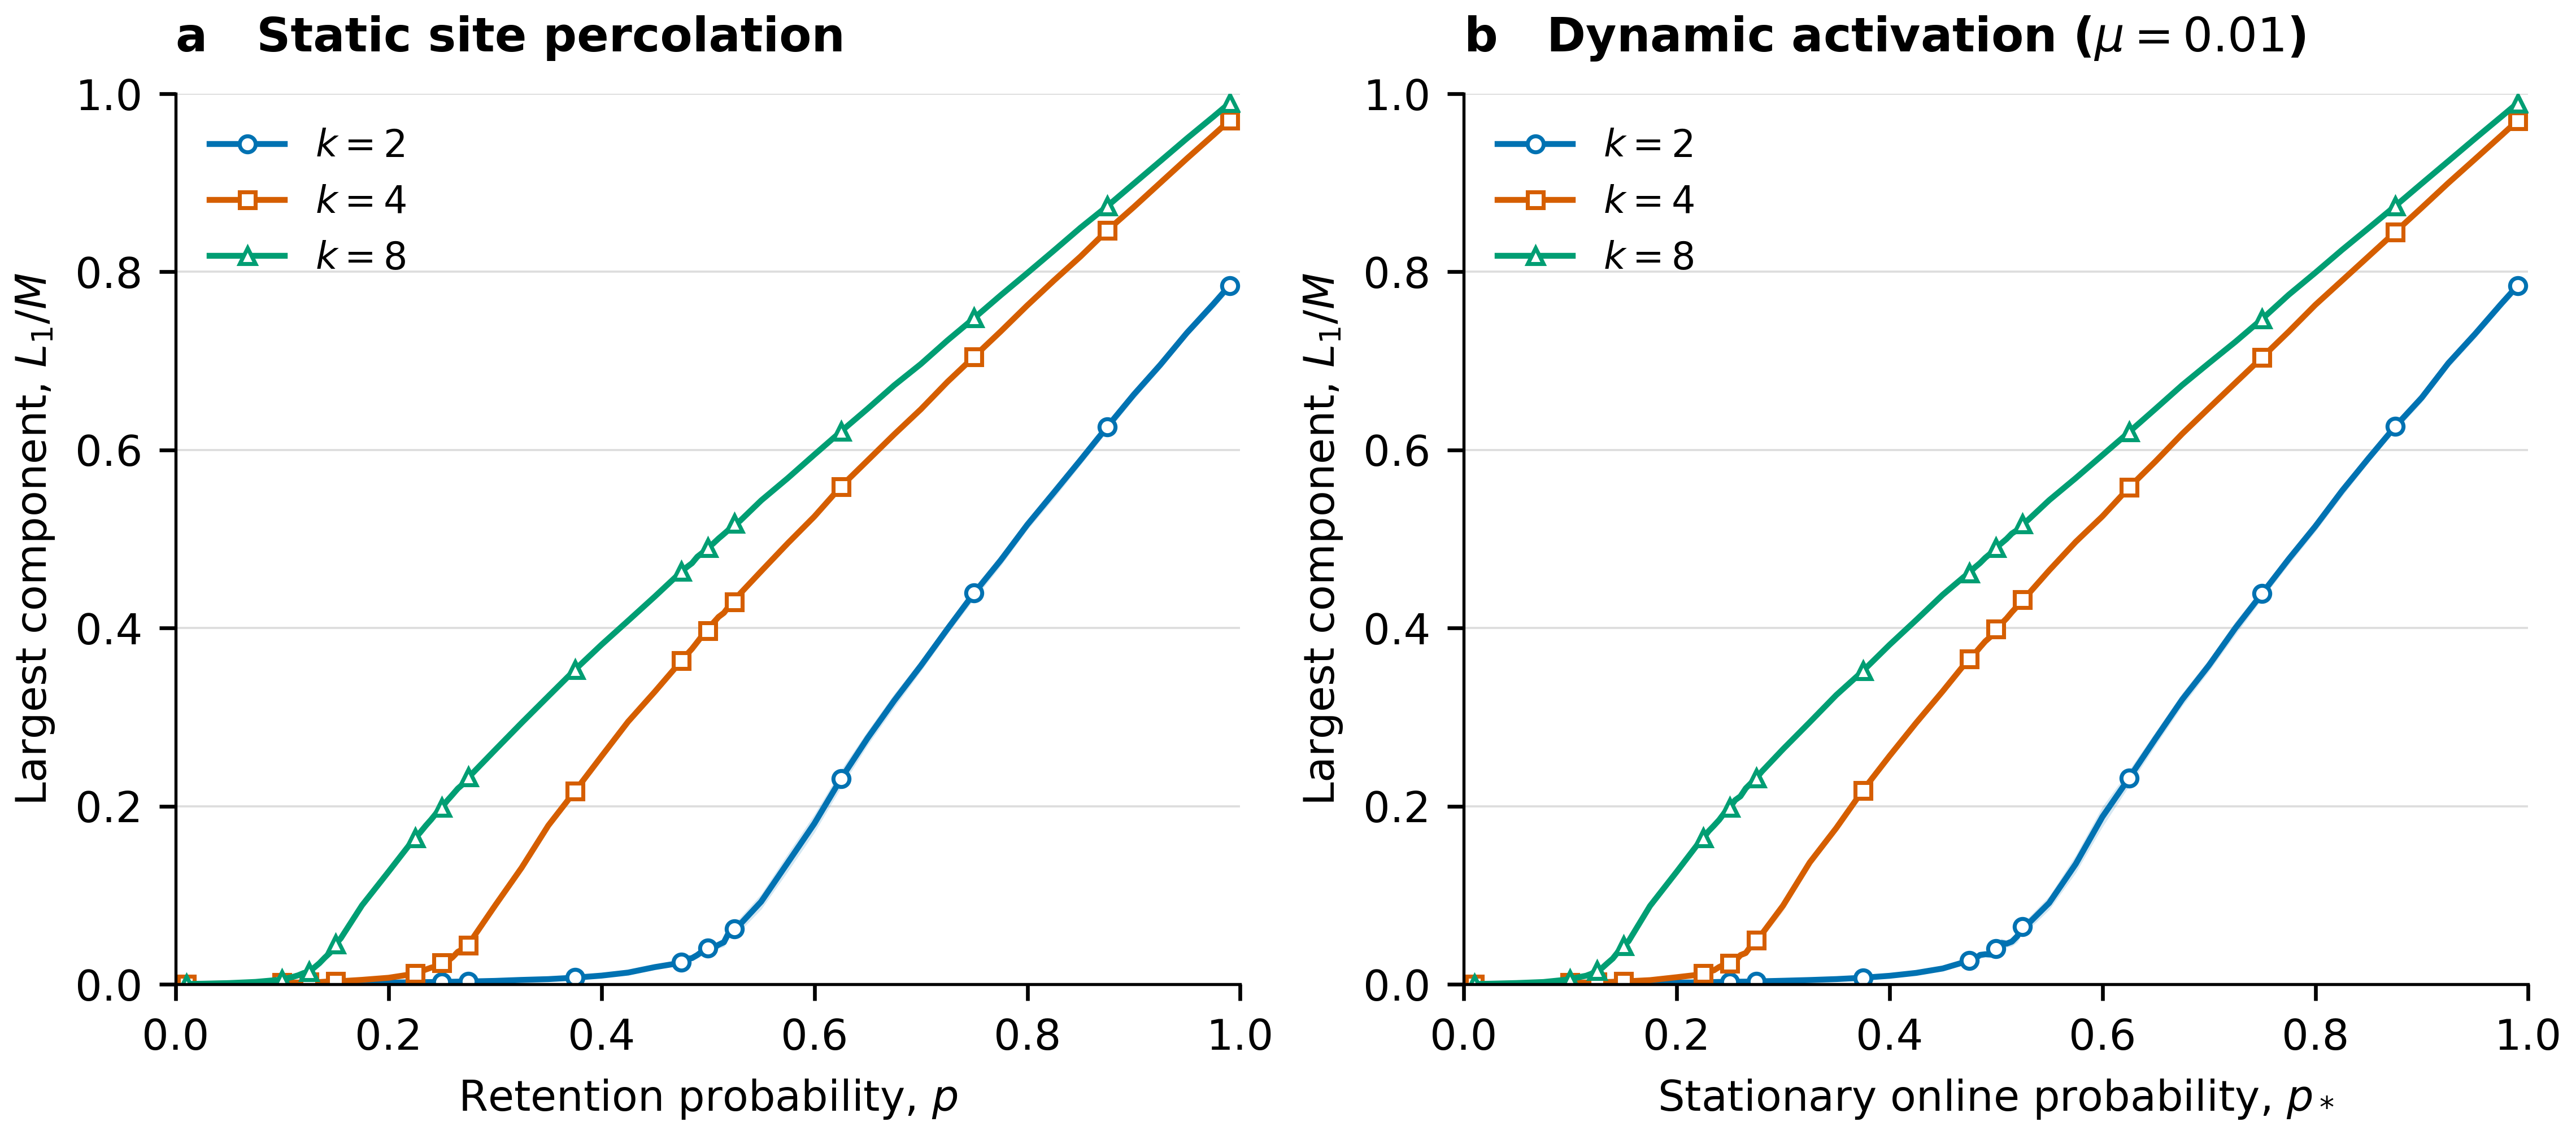 a Static site percolation
Largest component, L₁/M
1.0
0.8
0.6
0.4
0.2
0.0
k = 2
k = 4
k = 8
0.0 0.2 0.4 0.6 0.8 1.0
Retention probability, p
b Dynamic activation (μ = 0.01)
Largest component, L₁/M
1.0
0.8
0.6
0.4
0.2
0.0
k = 2
k = 4
k = 8
0.0 0.2 0.4 0.6 0.8 1.0
Stationary online probability, p*